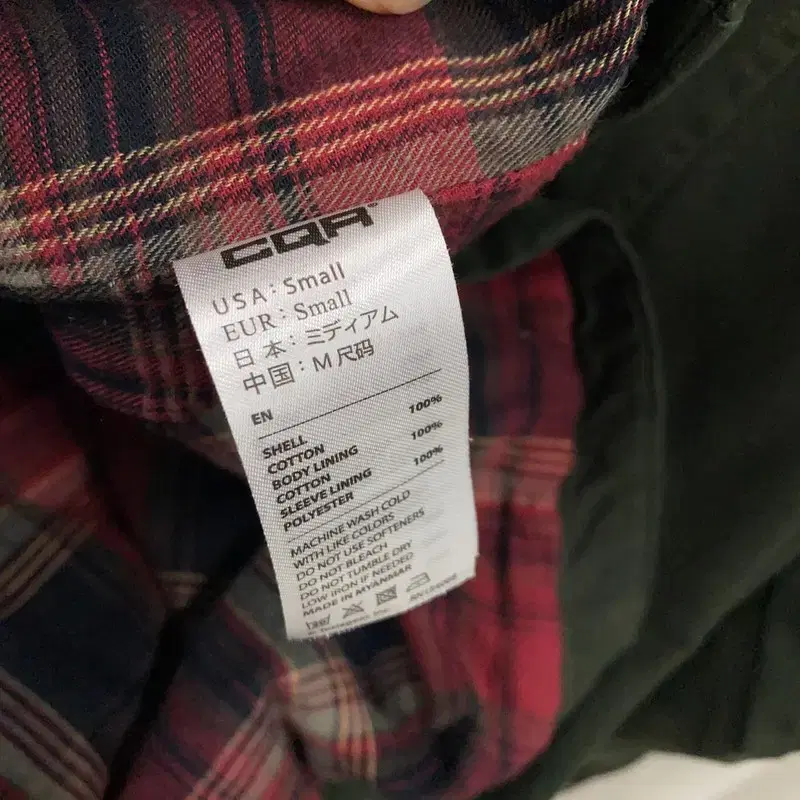 CQR
USA : Small
EUR : Small
日 本 : ミディアム
中国 : M 尺码
EN
SHELL
COTTON 100%
BODY LINING
COTTON 100%
SLEEVE LINING
POLYESTER 100%
MACHINE WASH COLD
WITH LIKE COLORS
DO NOT USE SOFTENERS
DO NOT BLEACH
DO NOT TUMBLE DRY
LOW IRON IF NEEDED
MADE IN MYANMAR